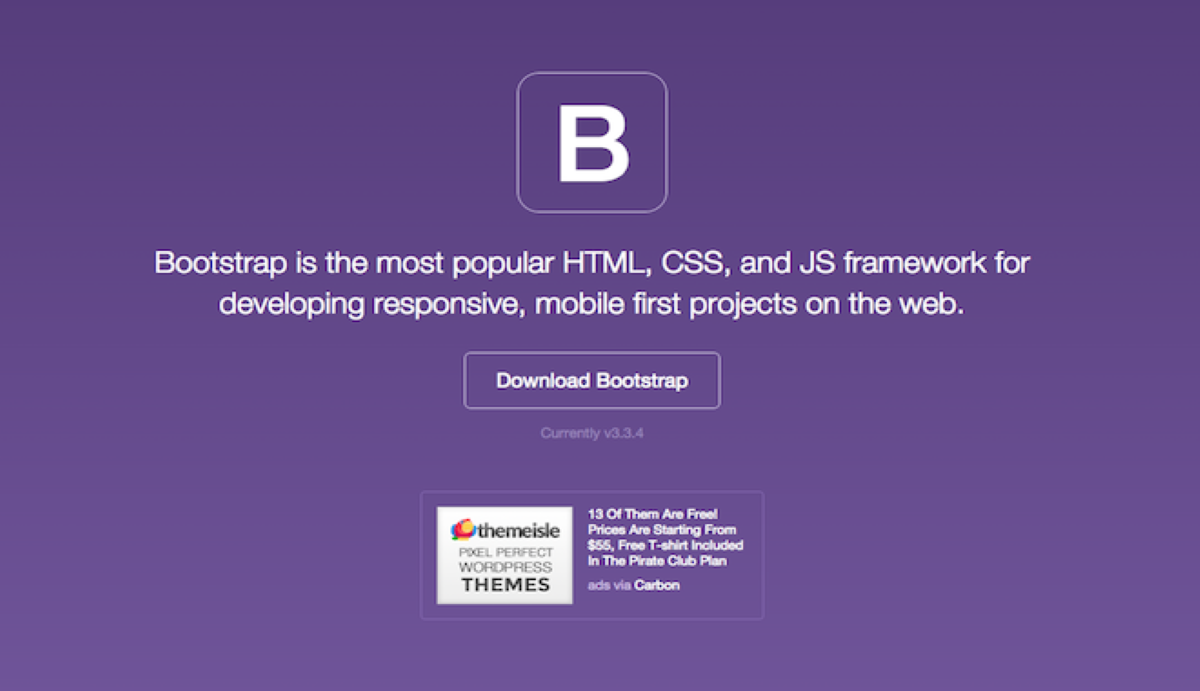 B
Bootstrap is the most popular HTML, CSS, and JS framework for
developing responsive, mobile first projects on the web.
Download Bootstrap
Currently v3.3.4
themeisle
PIXEL PERFECT
WORDPRESS
THEMES
13 Of Them Are Free!
Prices Are Starting From
$55, Free T-shirt Included
In The Pirate Club Plan
ads via Carbon